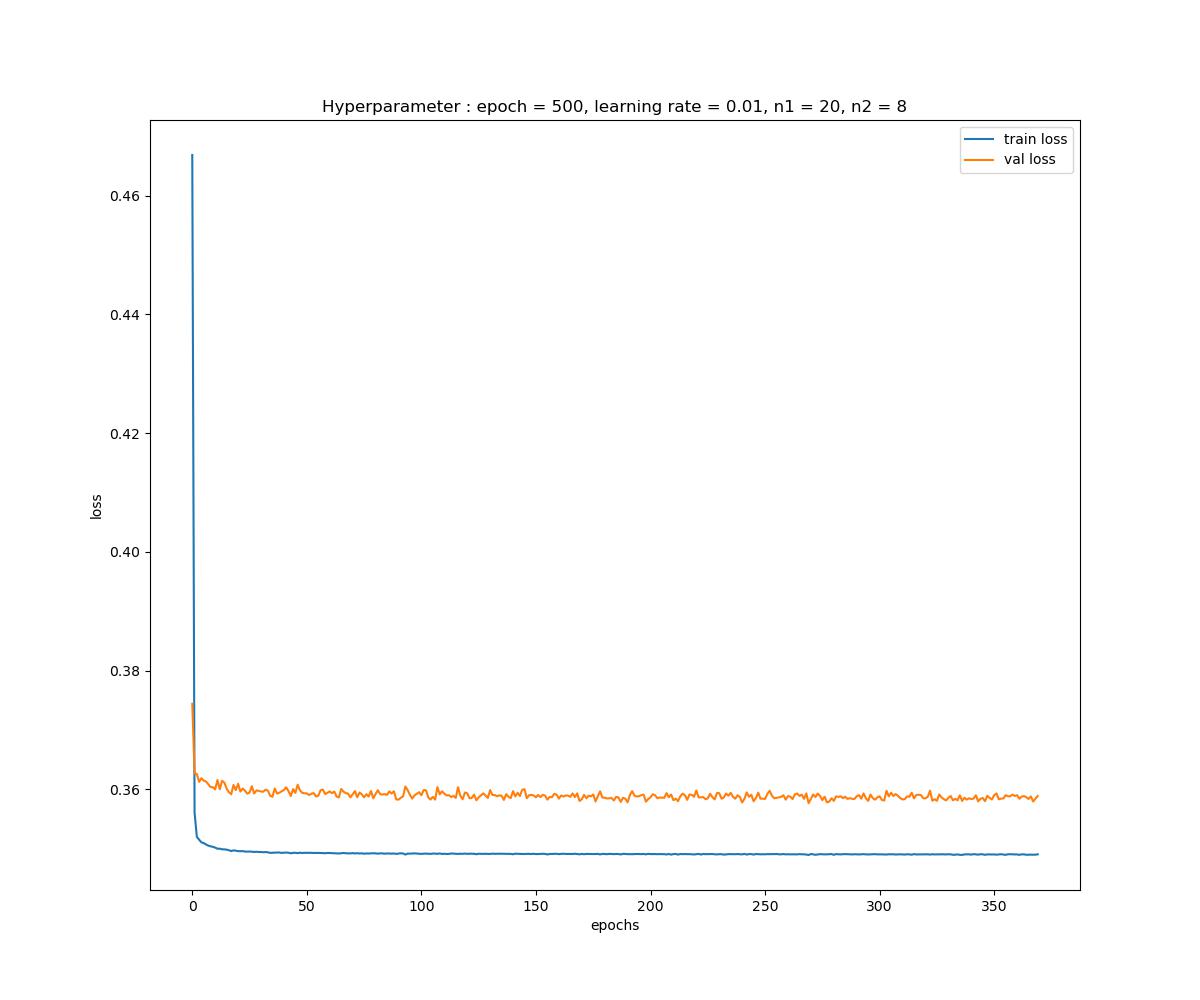 Hyperparameter : epoch = 500, learning rate = 0.01, n1 = 20, n2 = 8
train loss
val loss
0.46
0.44
0.42
0.40
0.38
0.36
loss
0 50 100 150 200 250 300 350
epochs